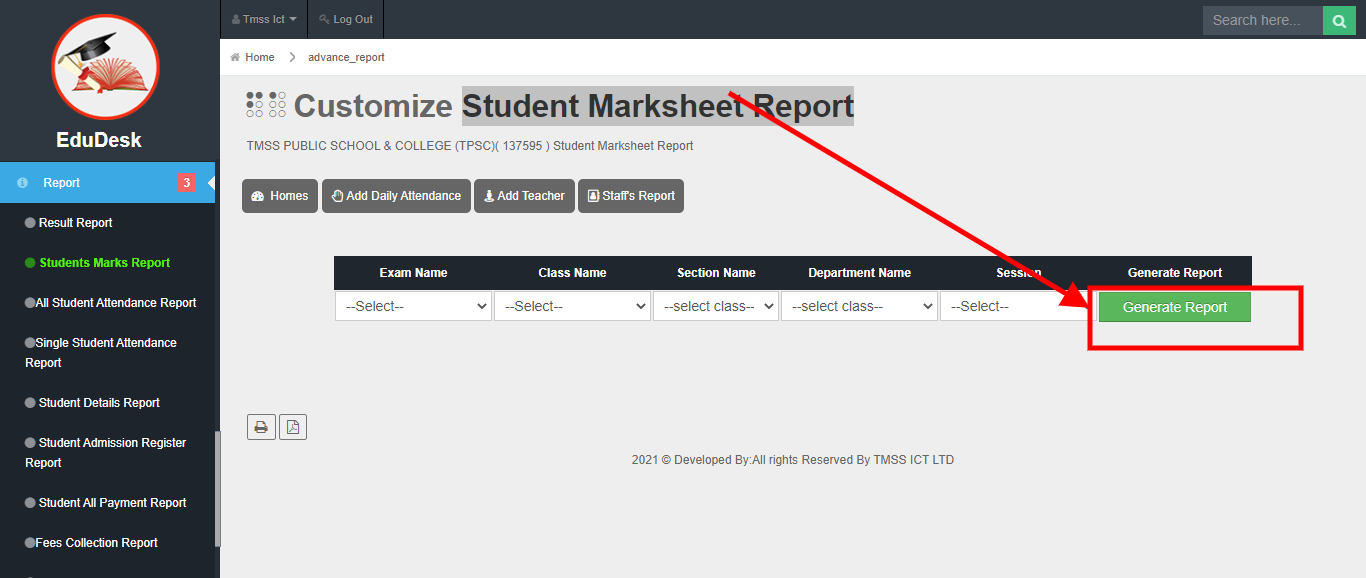 Tmss Ict
Log Out
Search here...
EduDesk
Home
advance_report
Customize Student Marksheet Report
TMSS PUBLIC SCHOOL & COLLEGE (TPSC)( 137595 ) Student Marksheet Report
Report
3
Homes
Add Daily Attendance
Add Teacher
Staff's Report
Result Report
Students Marks Report
All Student Attendance Report
Single Student Attendance
Report
Student Details Report
Student Admission Register
Report
Student All Payment Report
Fees Collection Report
Exam Name
Class Name
Section Name
Department Name
Session
Generate Report
--Select--
--Select--
--select class--
--select class--
--Select--
Generate Report
2021 © Developed By:All rights Reserved By TMSS ICT LTD